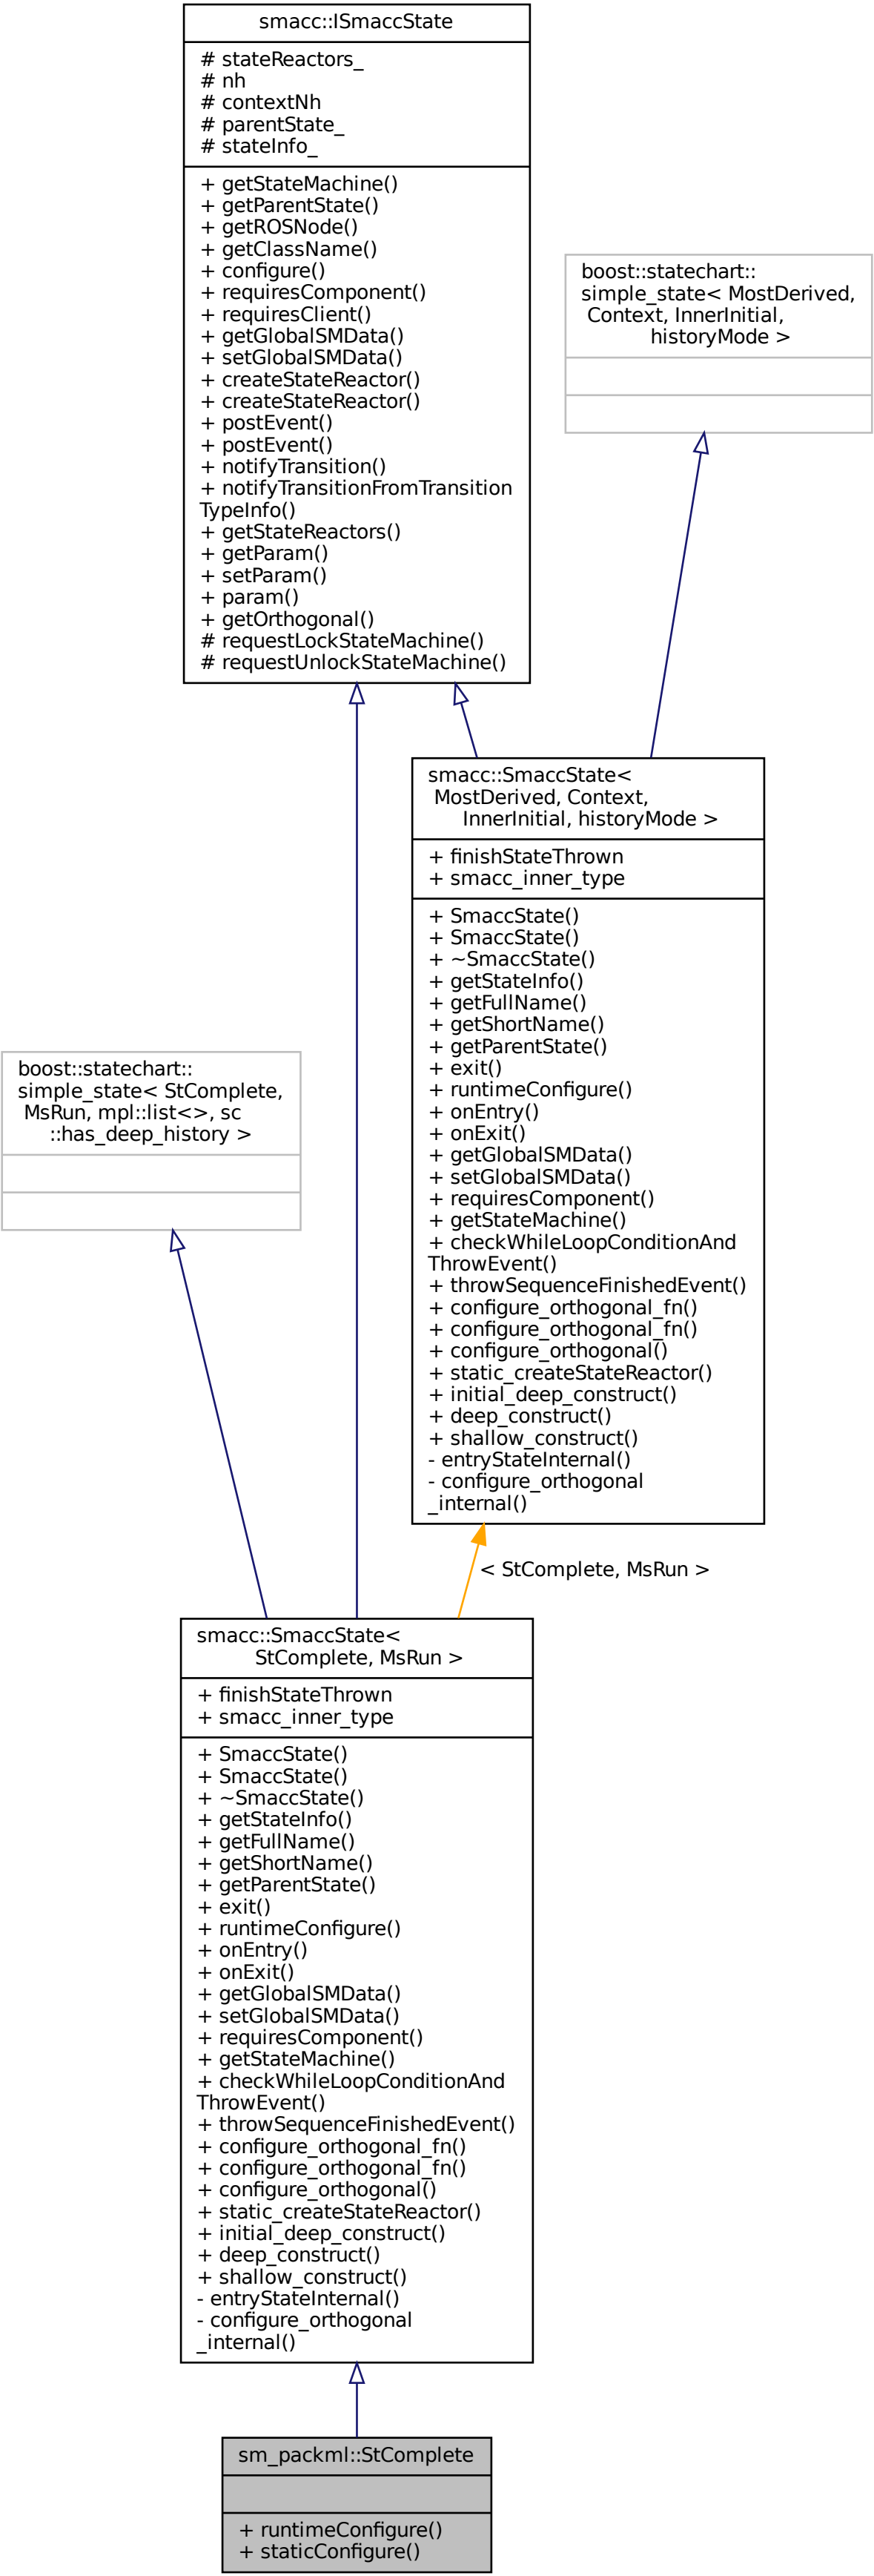 smacc::ISmaccState
# stateReactors_
# nh
# contextNh
# parentState_
# stateInfo_
+ getStateMachine()
+ getParentState()
+ getROSNode()
+ getClassName()
+ configure()
+ requiresComponent()
+ requiresClient()
+ getGlobalSMData()
+ setGlobalSMData()
+ createStateReactor()
+ createStateReactor()
+ postEvent()
+ postEvent()
+ notifyTransition()
+ notifyTransitionFromTransition
TypeInfo()
+ getStateReactors()
+ getParam()
+ setParam()
+ param()
+ getOrthogonal()
# requestLockStateMachine()
# requestUnlockStateMachine()
boost::statechart::
simple_state< MostDerived,
Context, InnerInitial,
historyMode >
smacc::SmaccState<
MostDerived, Context,
InnerInitial, historyMode >
+ finishStateThrown
+ smacc_inner_type
+ SmaccState()
+ SmaccState()
+ ~SmaccState()
+ getStateInfo()
+ getFullName()
+ getShortName()
+ getParentState()
+ exit()
+ runtimeConfigure()
+ onEntry()
+ onExit()
+ getGlobalSMData()
+ setGlobalSMData()
+ requiresComponent()
+ getStateMachine()
+ checkWhileLoopConditionAnd
ThrowEvent()
+ throwSequenceFinishedEvent()
+ configure_orthogonal_fn()
+ configure_orthogonal_fn()
+ configure_orthogonal()
+ static_createStateReactor()
+ initial_deep_construct()
+ deep_construct()
+ shallow_construct()
- entryStateInternal()
- configure_orthogonal
_internal()
boost::statechart::
simple_state< StComplete,
MsRun, mpl::list<>, sc
::has_deep_history >
< StComplete, MsRun >
smacc::SmaccState<
StComplete, MsRun >
+ finishStateThrown
+ smacc_inner_type
+ SmaccState()
+ SmaccState()
+ ~SmaccState()
+ getStateInfo()
+ getFullName()
+ getShortName()
+ getParentState()
+ exit()
+ runtimeConfigure()
+ onEntry()
+ onExit()
+ getGlobalSMData()
+ setGlobalSMData()
+ requiresComponent()
+ getStateMachine()
+ checkWhileLoopConditionAnd
ThrowEvent()
+ throwSequenceFinishedEvent()
+ configure_orthogonal_fn()
+ configure_orthogonal_fn()
+ configure_orthogonal()
+ static_createStateReactor()
+ initial_deep_construct()
+ deep_construct()
+ shallow_construct()
- entryStateInternal()
- configure_orthogonal
_internal()
sm_packml::StComplete
+ runtimeConfigure()
+ staticConfigure()